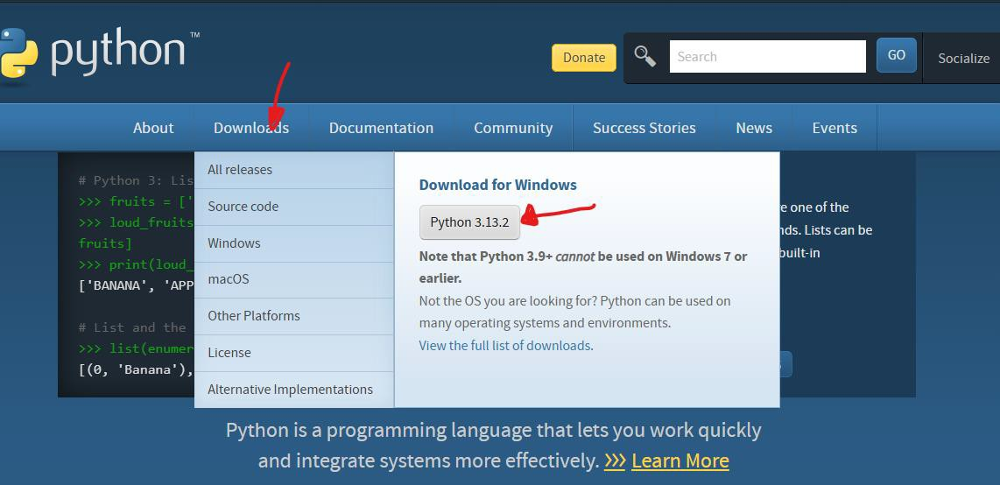 python™
Donate
Search
GO
Socialize
About
Downloads
Documentation
Community
Success Stories
News
Events
# Python 3: Lis
>>> fruits = ['
>>> loud_fruits
fruits]
>>> print(loud_
['BANANA', 'APP
# List and the
>>> list(enumer
[(0, 'Banana'),
All releases
Source code
Windows
macOS
Other Platforms
License
Alternative Implementations
Download for Windows
Python 3.13.2
Note that Python 3.9+ cannot be used on Windows 7 or
earlier.
Not the OS you are looking for? Python can be used on
many operating systems and environments.
View the full list of downloads.
e one of the
nds. Lists can be
built-in
Python is a programming language that lets you work quickly
and integrate systems more effectively. >>> Learn More